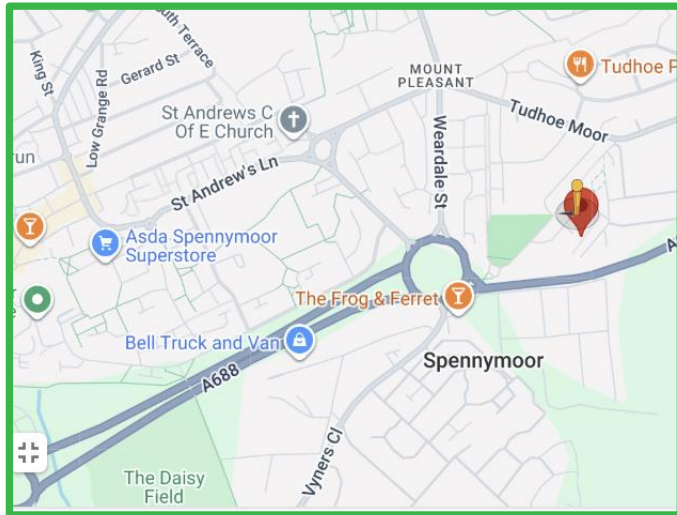 King St
Low Grange Rd
Gerard St
uth Terrace
MOUNT
PLEASANT
Tudhoe P
Tudhoe Moor
St Andrews C
Of E Church
run
St Andrew's Ln
Weardale St
Asda Spennymoor
Superstore
A
The Frog & Ferret
Bell Truck and Van
Spennymoor
A688
Vyners Cl
The Daisy
Field